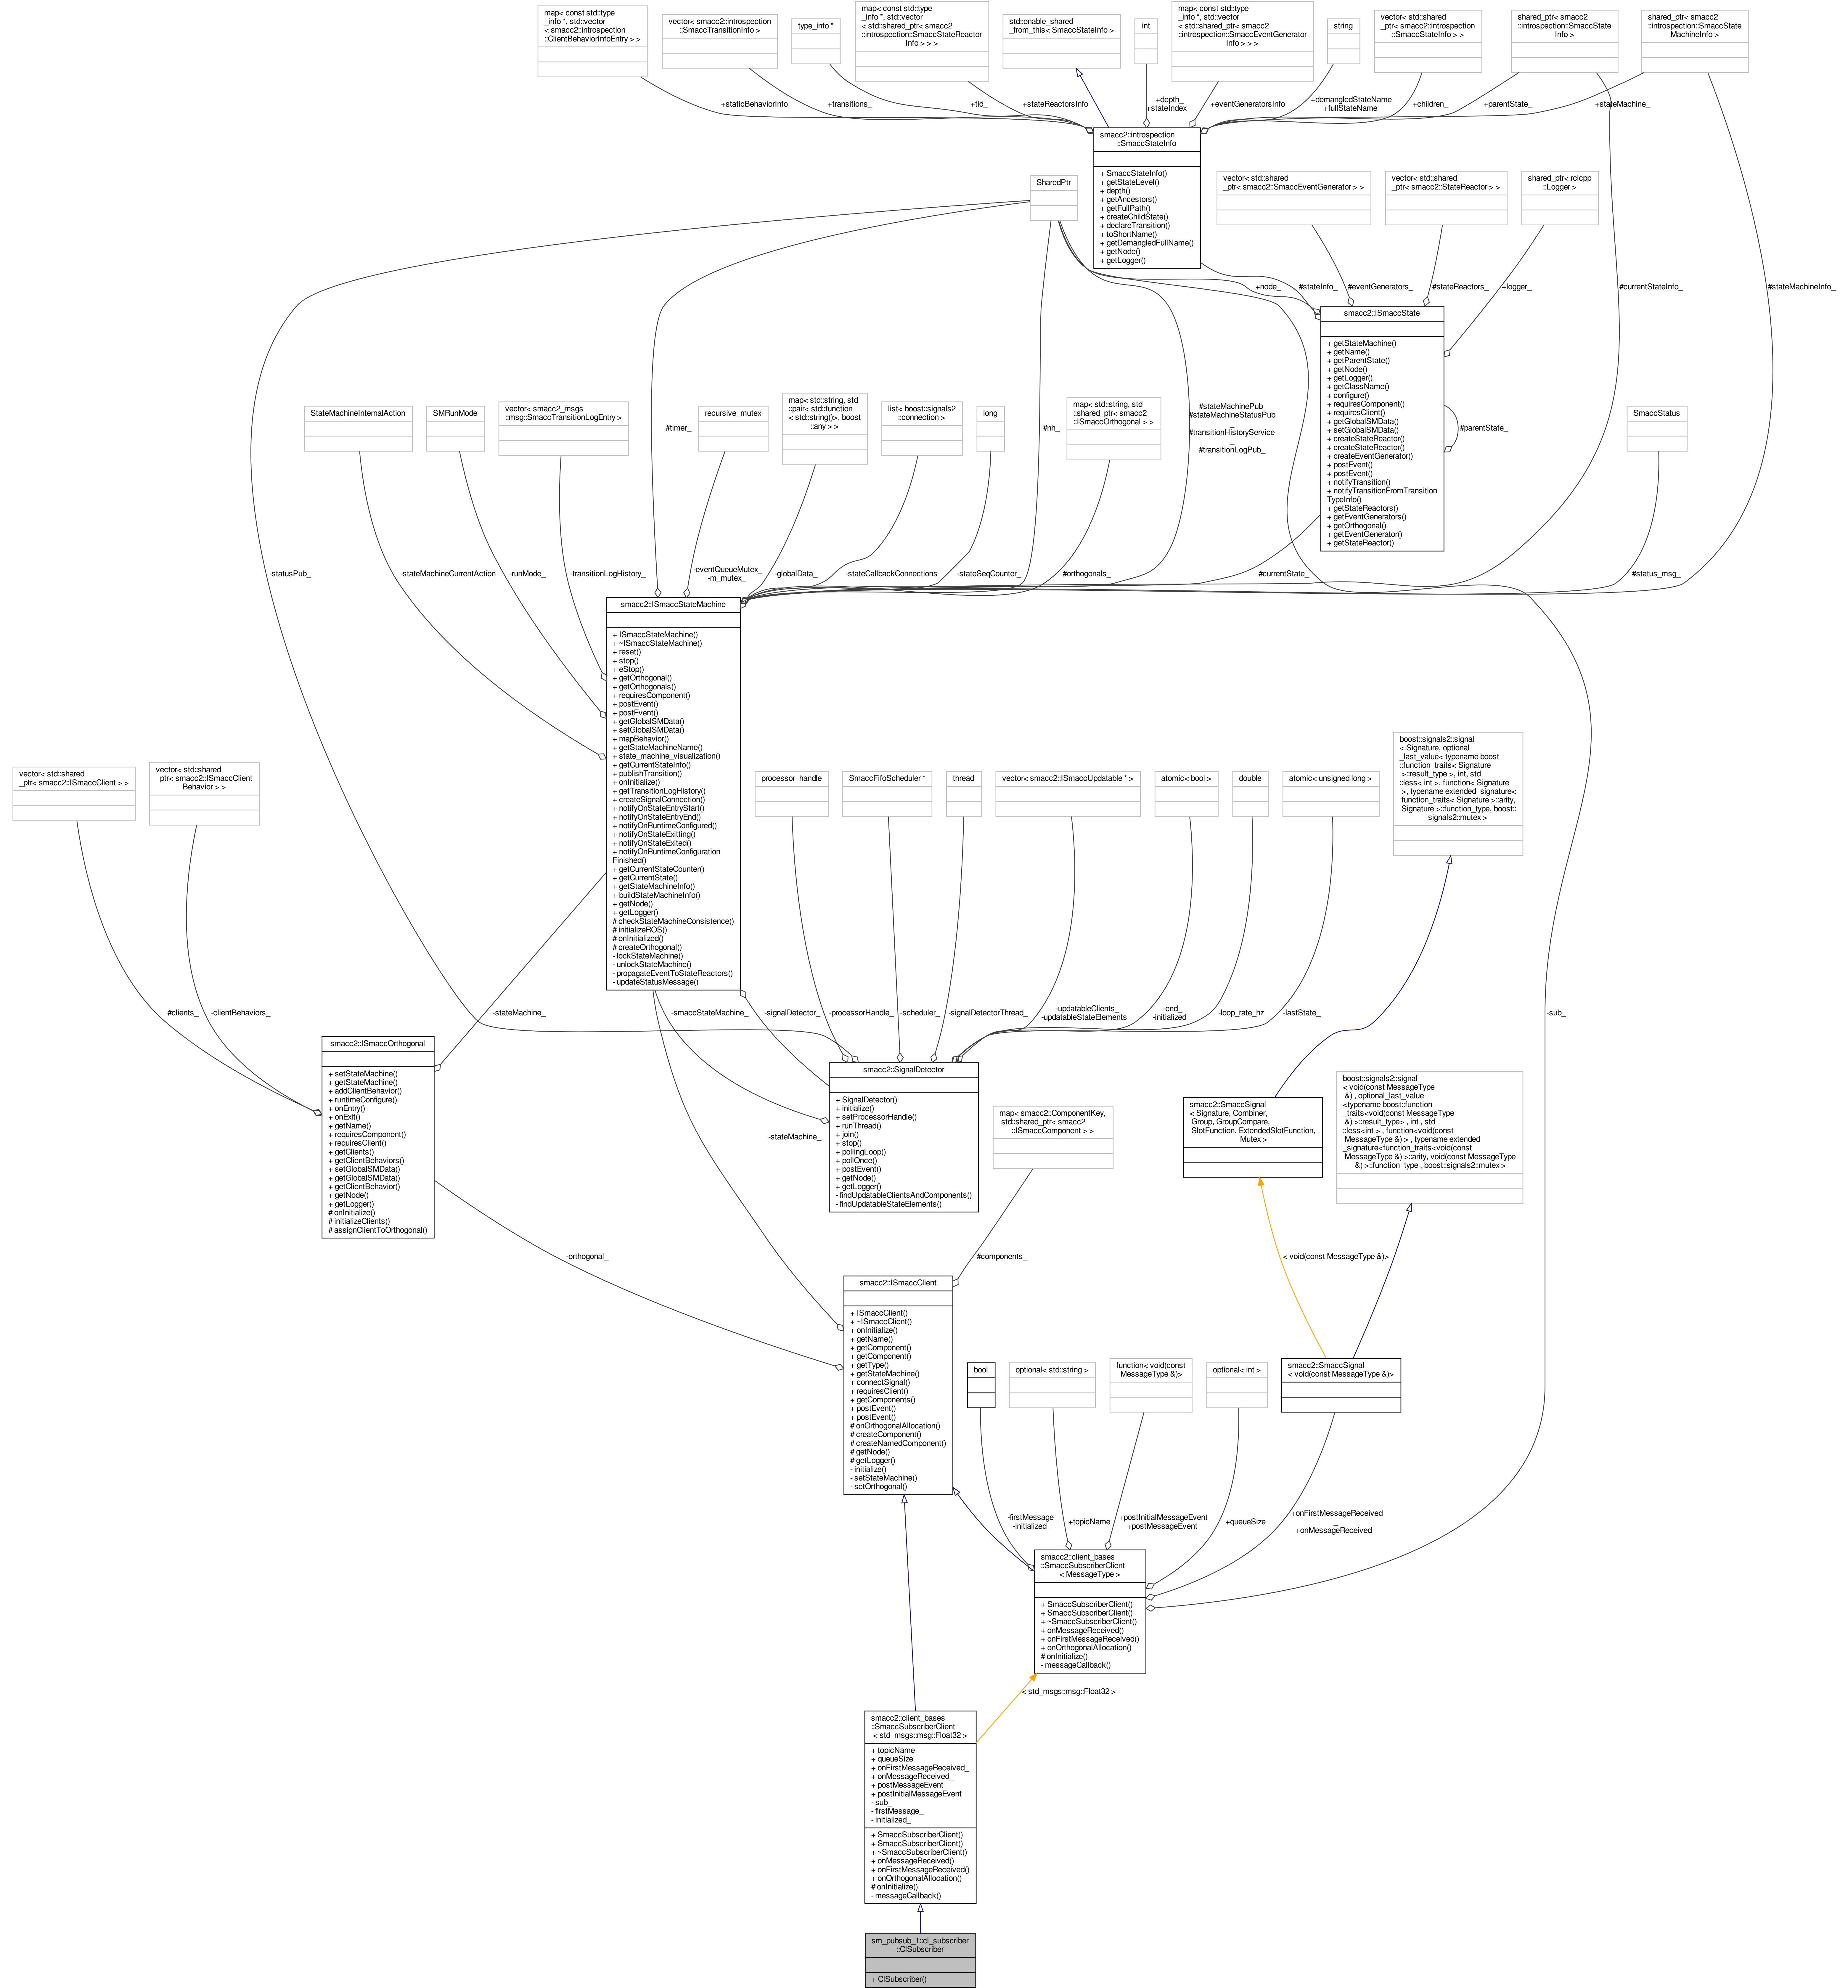 map< const std::type
_info *, std::vector
< smacc2::introspection
::ClientBehaviorInfoEntry > >
vector< smacc2::introspection
::SmaccTransitionInfo >
type_info *
map< const std::type
_info *, std::vector
< std::shared_ptr< smacc2
::introspection::SmaccStateReactor
Info > > >
std::enable_shared
_from_this< SmaccStateInfo >
int
map< const std::type
_info *, std::vector
< std::shared_ptr< smacc2
::introspection::SmaccEventGenerator
Info > > >
string
vector< std::shared
_ptr< smacc2::introspection
::SmaccStateInfo > >
shared_ptr< smacc2
::introspection::SmaccState
Info >
shared_ptr< smacc2
::introspection::SmaccState
MachineInfo >
+staticBehaviorInfo
+transitions_
+tid_
+stateReactorsInfo
+depth_
+stateIndex_
+eventGeneratorsInfo
+demangledStateName
+fullStateName
+children_
+parentState_
+stateMachine_
smacc2::introspection
::SmaccStateInfo
+ SmaccStateInfo()
+ getStateLevel()
+ depth()
+ getAncestors()
+ getFullPath()
+ createChildState()
+ declareTransition()
+ toShortName()
+ getDemangledFullName()
+ getNode()
+ getLogger()
SharedPtr
vector< std::shared
_ptr< smacc2::SmaccEventGenerator > >
vector< std::shared
_ptr< smacc2::StateReactor > >
shared_ptr< rclcpp
::Logger >
+node_
#stateInfo_
#eventGenerators_
#stateReactors_
+logger_
#currentStateInfo_
#stateMachineInfo_
smacc2::ISmaccState
+ getStateMachine()
+ getName()
+ getParentState()
+ getNode()
+ getLogger()
+ getClassName()
+ configure()
+ requiresComponent()
+ requiresClient()
+ getGlobalSMData()
+ setGlobalSMData()
+ createStateReactor()
+ createStateReactor()
+ createEventGenerator()
+ postEvent()
+ postEvent()
+ notifyTransition()
+ notifyTransitionFromTransition
TypeInfo()
+ getStateReactors()
+ getEventGenerators()
+ getOrthogonal()
+ getEventGenerator()
+ getStateReactor()
#parentState_
StateMachineInternalAction
SMRunMode
vector< smacc2_msgs
::msg::SmaccTransitionLogEntry >
#timer_
recursive_mutex
map< std::string, std
::pair< std::function
< std::string()>, boost
::any > >
list< boost::signals2
::connection >
long
#nh_
map< std::string, std
::shared_ptr< smacc2
::ISmaccOrthogonal > >
#stateMachinePub_
#stateMachineStatusPub
_
#transitionHistoryService
_
#transitionLogPub_
SmaccStatus
-statusPub_
-stateMachineCurrentAction
-runMode_
-transitionLogHistory_
-eventQueueMutex_
-m_mutex_
-globalData_
-stateCallbackConnections
-stateSeqCounter_
#orthogonals_
#currentState_
#status_msg_
smacc2::ISmaccStateMachine
+ ISmaccStateMachine()
+ ~ISmaccStateMachine()
+ reset()
+ stop()
+ eStop()
+ getOrthogonal()
+ getOrthogonals()
+ requiresComponent()
+ postEvent()
+ postEvent()
+ getGlobalSMData()
+ setGlobalSMData()
+ mapBehavior()
+ getStateMachineName()
+ state_machine_visualization()
+ getCurrentStateInfo()
+ publishTransition()
+ onInitialize()
+ getTransitionLogHistory()
+ createSignalConnection()
+ notifyOnStateEntryStart()
+ notifyOnStateEntryEnd()
+ notifyOnRuntimeConfigured()
+ notifyOnStateExitting()
+ notifyOnStateExited()
+ notifyOnRuntimeConfiguration
Finished()
+ getCurrentStateCounter()
+ getCurrentState()
+ getStateMachineInfo()
+ buildStateMachineInfo()
+ getNode()
+ getLogger()
# checkStateMachineConsistence()
# initializeROS()
# onInitialized()
# createOrthogonal()
- lockStateMachine()
- unlockStateMachine()
- propagateEventToStateReactors()
- updateStatusMessage()
vector< std::shared
_ptr< smacc2::ISmaccClient > >
vector< std::shared
_ptr< smacc2::ISmaccClient
Behavior > >
processor_handle
SmaccFifoScheduler *
thread
vector< smacc2::ISmaccUpdatable * >
atomic< bool >
double
atomic< unsigned long >
boost::signals2::signal
< Signature, optional
_last_value< typename boost
::function_traits< Signature
>::result_type >, int, std
::less< int >, function< Signature
>, typename extended_signature<
function_traits< Signature >::arity,
Signature >::function_type, boost::
signals2::mutex >
#clients_
-clientBehaviors_
-stateMachine_
-smaccStateMachine_
-signalDetector_
-processorHandle_
-scheduler_
-signalDetectorThread_
-updatableClients_
-updatableStateElements_
-end_
-initialized_
-loop_rate_hz
-lastState_
-sub_
smacc2::ISmaccOrthogonal
+ setStateMachine()
+ getStateMachine()
+ addClientBehavior()
+ runtimeConfigure()
+ onEntry()
+ onExit()
+ getName()
+ requiresComponent()
+ requiresClient()
+ getClients()
+ getClientBehaviors()
+ setGlobalSMData()
+ getGlobalSMData()
+ getClientBehavior()
+ getNode()
+ getLogger()
# onInitialize()
# initializeClients()
# assignClientToOrthogonal()
smacc2::SignalDetector
+ SignalDetector()
+ initialize()
+ setProcessorHandle()
+ runThread()
+ join()
+ stop()
+ pollingLoop()
+ pollOnce()
+ postEvent()
+ getNode()
+ getLogger()
- findUpdatableClientsAndComponents()
- findUpdatableStateElements()
map< smacc2::ComponentKey,
std::shared_ptr< smacc2
::ISmaccComponent > >
smacc2::SmaccSignal
< Signature, Combiner,
Group, GroupCompare,
SlotFunction, ExtendedSlotFunction,
Mutex >
boost::signals2::signal
< void(const MessageType
&) , optional_last_value
<typename boost::function
_traits<void(const MessageType
&) >::result_type> , int , std
::less<int > , function<void(const
MessageType &) > , typename extended
_signature<function_traits<void(const
MessageType &) >::arity, void(const MessageType
&) >::function_type , boost::signals2::mutex >
-stateMachine_
-orthogonal_
#components_
< void(const MessageType &)>
smacc2::ISmaccClient
+ ISmaccClient()
+ ~ISmaccClient()
+ onInitialize()
+ getName()
+ getComponent()
+ getComponent()
+ getType()
+ getStateMachine()
+ connectSignal()
+ requiresClient()
+ getComponents()
+ postEvent()
+ postEvent()
# onOrthogonalAllocation()
# createComponent()
# createNamedComponent()
# getNode()
# getLogger()
- initialize()
- setStateMachine()
- setOrthogonal()
bool
optional< std::string >
function< void(const
MessageType &)>
optional< int >
smacc2::SmaccSignal
< void(const MessageType &)>
-firstMessage_
-initialized_
+topicName
+postInitialMessageEvent
+postMessageEvent
+queueSize
+onFirstMessageReceived
_
+onMessageReceived_
smacc2::client_bases
::SmaccSubscriberClient
< MessageType >
+ SmaccSubscriberClient()
+ SmaccSubscriberClient()
+ ~SmaccSubscriberClient()
+ onMessageReceived()
+ onFirstMessageReceived()
+ onOrthogonalAllocation()
# onInitialize()
- messageCallback()
< std_msgs::msg::Float32 >
smacc2::client_bases
::SmaccSubscriberClient
< std_msgs::msg::Float32 >
+ topicName
+ queueSize
+ onFirstMessageReceived_
+ onMessageReceived_
+ postMessageEvent
+ postInitialMessageEvent
- sub_
- firstMessage_
- initialized_
+ SmaccSubscriberClient()
+ SmaccSubscriberClient()
+ ~SmaccSubscriberClient()
+ onMessageReceived()
+ onFirstMessageReceived()
+ onOrthogonalAllocation()
# onInitialize()
- messageCallback()
sm_pubsub_1::cl_subscriber
::ClSubscriber
+ ClSubscriber()